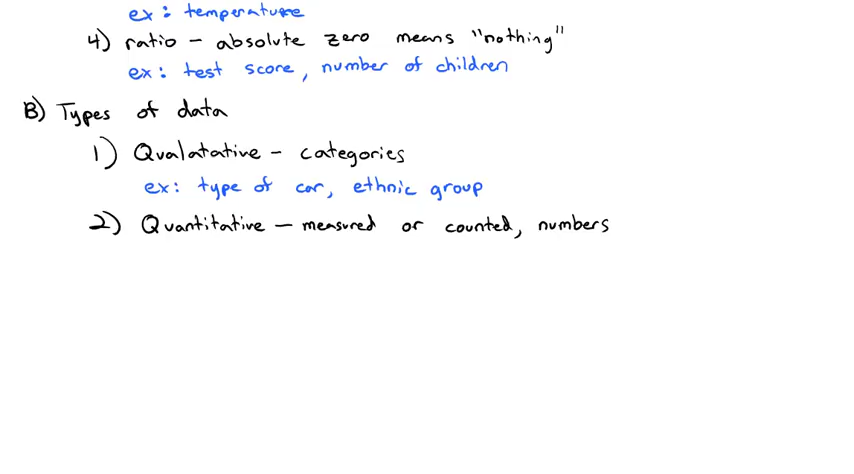 ex: temperature
4) ratio - absolute zero means "nothing"
ex: test score, number of children
B) Types of data
1) Qualatative - categories
ex: type of car, ethnic group
2) Quantitative - measured or counted, numbers